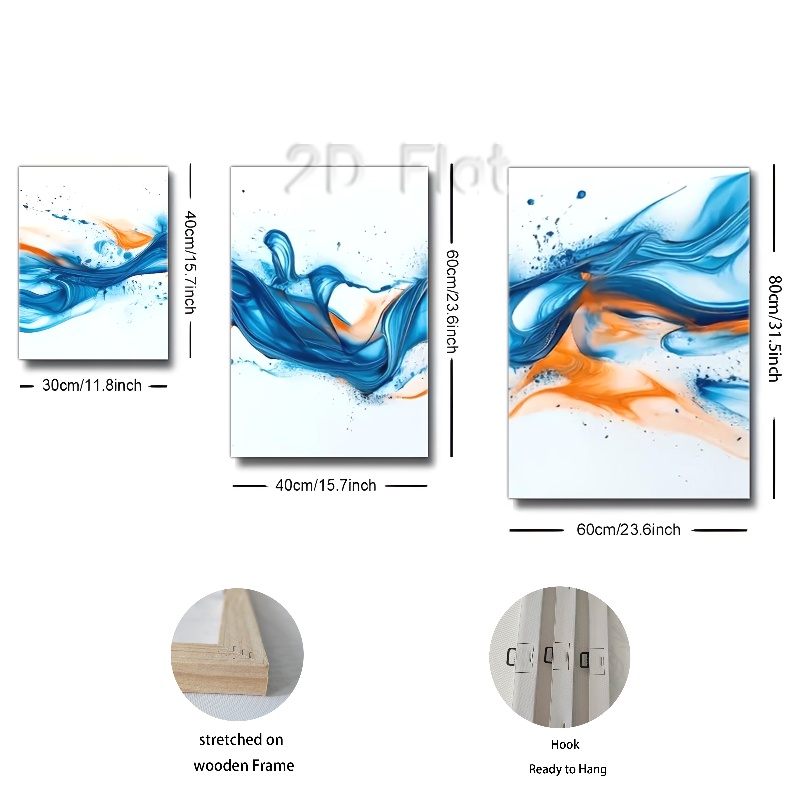 2D Flat
40cm/15.7inch
30cm/11.8inch
60cm/23.6inch
40cm/15.7inch
80cm/31.5inch
60cm/23.6inch
stretched on
wooden Frame
Hook
Ready to Hang